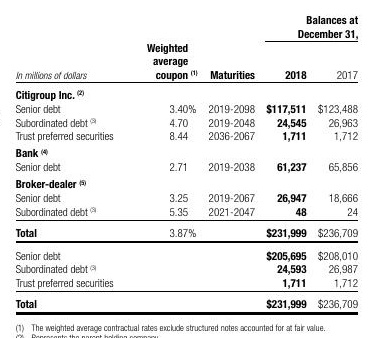 Balances at
December 31,
Weighted
average
In millions of dollars coupon (1) Maturities 2018 2017
Citigroup Inc. (2)
Senior debt 3.40% 2019-2098 $117,511 $123,488
Subordinated debt (3) 4.70 2019-2048 24,545 26,963
Trust preferred securities 8.44 2036-2067 1,711 1,712
Bank (4)
Senior debt 2.71 2019-2038 61,237 65,856
Broker-dealer (5)
Senior debt 3.25 2019-2067 26,947 18,666
Subordinated debt (3) 5.35 2021-2047 48 24
Total 3.87% $231,999 $236,709
Senior debt $205,695 $208,010
Subordinated debt (3) 24,593 26,987
Trust preferred securities 1,711 1,712
Total $231,999 $236,709
(1) The weighted average contractual rates exclude structured notes accounted for at fair value.
(2) Represents the parent holding company.